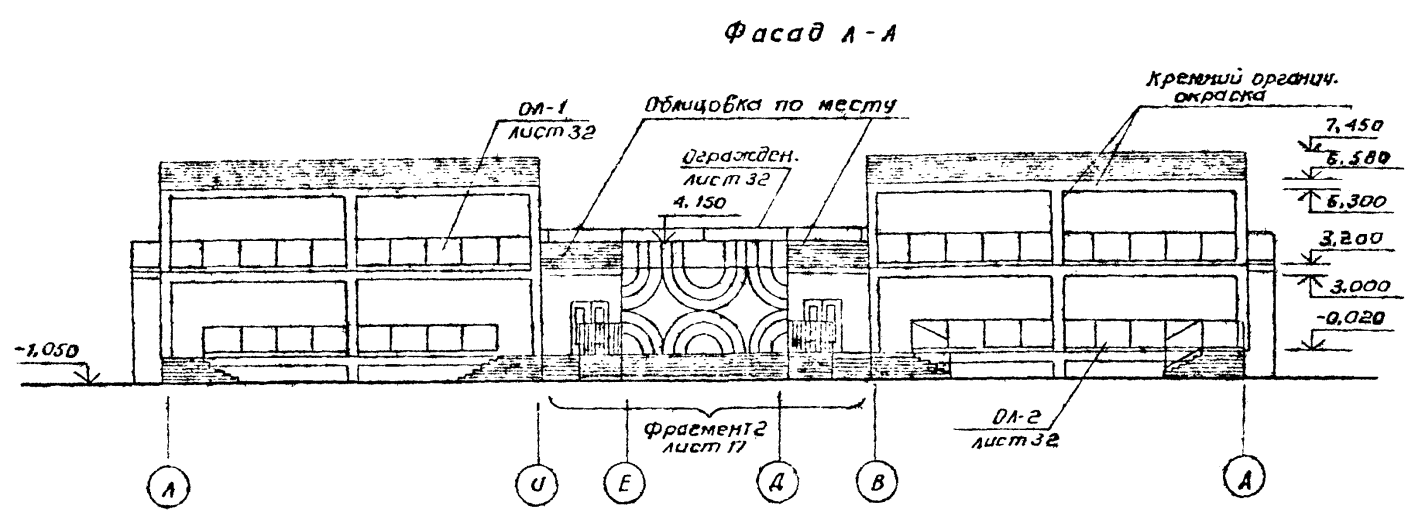 Фасад А-А
Кремний органич.
окраска
ОЛ-1
лист 32
Облицовка по месту
Огражден.
лист 32
4,150
7,450
6,580
6,300
3,200
3,000
-0,020
-1,050
Фрагмент 2
лист 17
ОЛ-2
лист 32
Е
Д
В